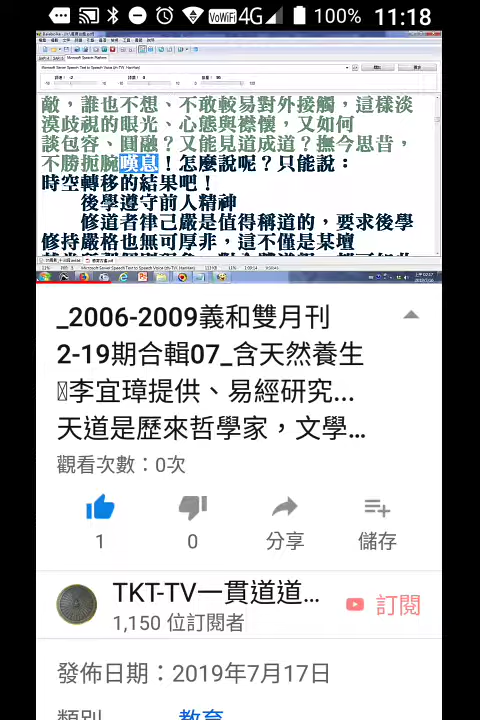 VoWiFi 4G 100% 11:18
Microsoft Speech Platform
敵，誰也不想、不敢較易對外接觸，這樣淡
漠歧視的眼光、心態與襟懷，又如何
談包容、圓融？又能見道成道？撫今思昔，
不勝扼腕嘆息！怎麼說呢？只能說：
時空轉移的結果吧！
後學遵守前人精神
修道者律己嚴是值得稱道的，要求後學
修持嚴格也無可厚非，這不僅是某壇
_2006-2009義和雙月刊
2-19期合輯07_含天然養生
李宜璋提供、易經研究...
天道是歷來哲學家，文學...
觀看次數：0次
1
0
分享
儲存
TKT-TV一貫道道...
訂閱
1,150 位訂閱者
發佈日期：2019年7月17日
類別
教育